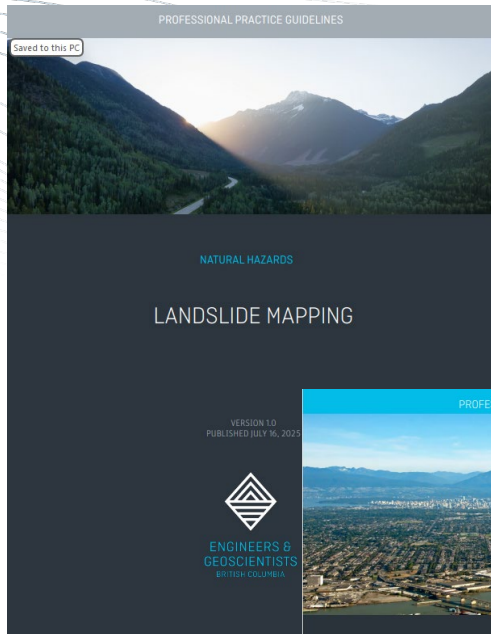 PROFESSIONAL PRACTICE GUIDELINES
Saved to this PC
NATURAL HAZARDS
LANDSLIDE MAPPING
PROFE
VERSION 1.0
PUBLISHED JULY 16, 2025
ENGINEERS &
GEOSCIENTISTS
BRITISH COLUMBIA